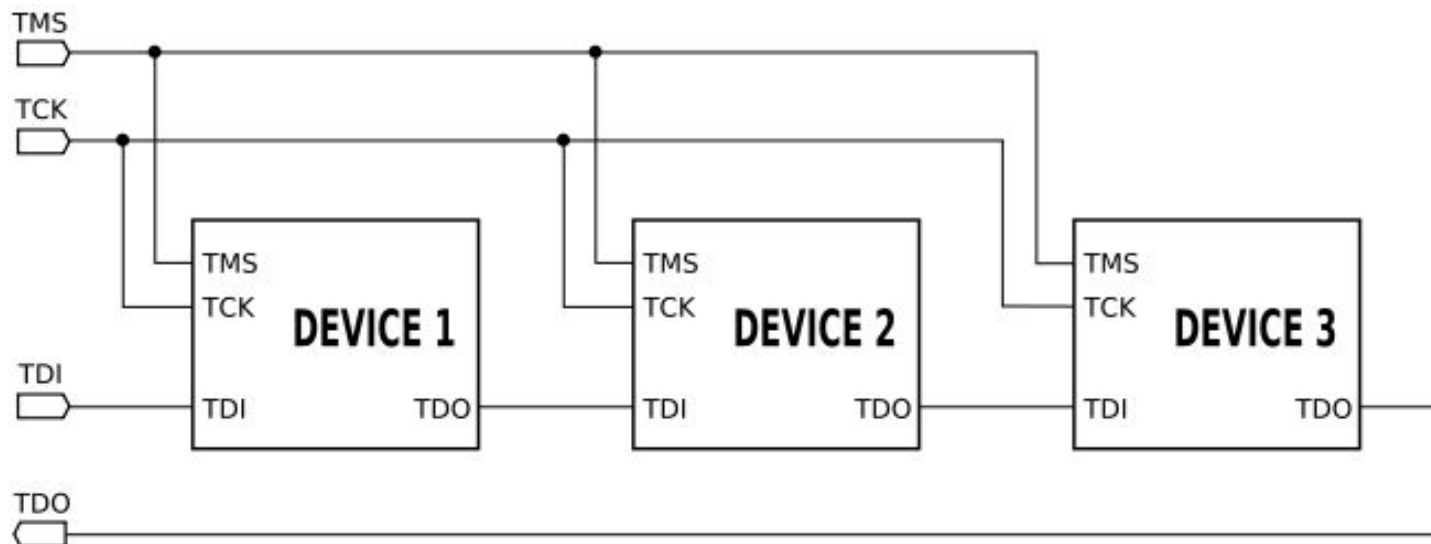 TMS
TCK
TMS
TCK
DEVICE 1
TDI
TDO
TMS
TCK
DEVICE 2
TDI
TDO
TMS
TCK
DEVICE 3
TDI
TDO
TDI
TDO